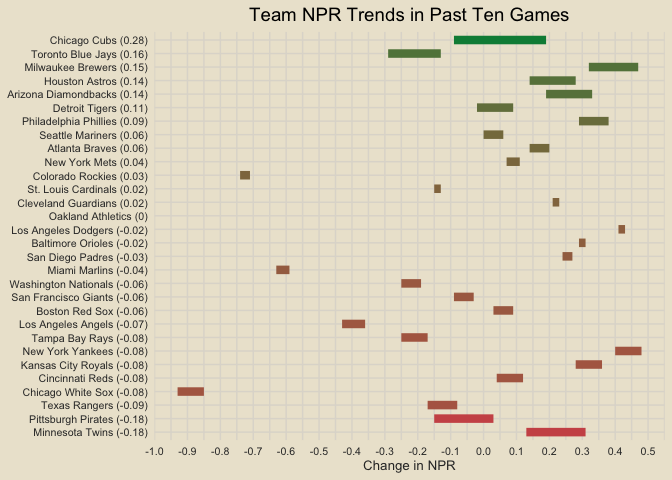 Team NPR Trends in Past Ten Games
Chicago Cubs (0.28)
Toronto Blue Jays (0.16)
Milwaukee Brewers (0.15)
Houston Astros (0.14)
Arizona Diamondbacks (0.14)
Detroit Tigers (0.11)
Philadelphia Phillies (0.09)
Seattle Mariners (0.06)
Atlanta Braves (0.06)
New York Mets (0.04)
Colorado Rockies (0.03)
St. Louis Cardinals (0.02)
Cleveland Guardians (0.02)
Oakland Athletics (0)
Los Angeles Dodgers (-0.02)
Baltimore Orioles (-0.02)
San Diego Padres (-0.03)
Miami Marlins (-0.04)
Washington Nationals (-0.06)
San Francisco Giants (-0.06)
Boston Red Sox (-0.06)
Los Angeles Angels (-0.07)
Tampa Bay Rays (-0.08)
New York Yankees (-0.08)
Kansas City Royals (-0.08)
Cincinnati Reds (-0.08)
Chicago White Sox (-0.08)
Texas Rangers (-0.09)
Pittsburgh Pirates (-0.18)
Minnesota Twins (-0.18)
-1.0 -0.9 -0.8 -0.7 -0.6 -0.5 -0.4 -0.3 -0.2 -0.1 0.0 0.1 0.2 0.3 0.4 0.5
Change in NPR